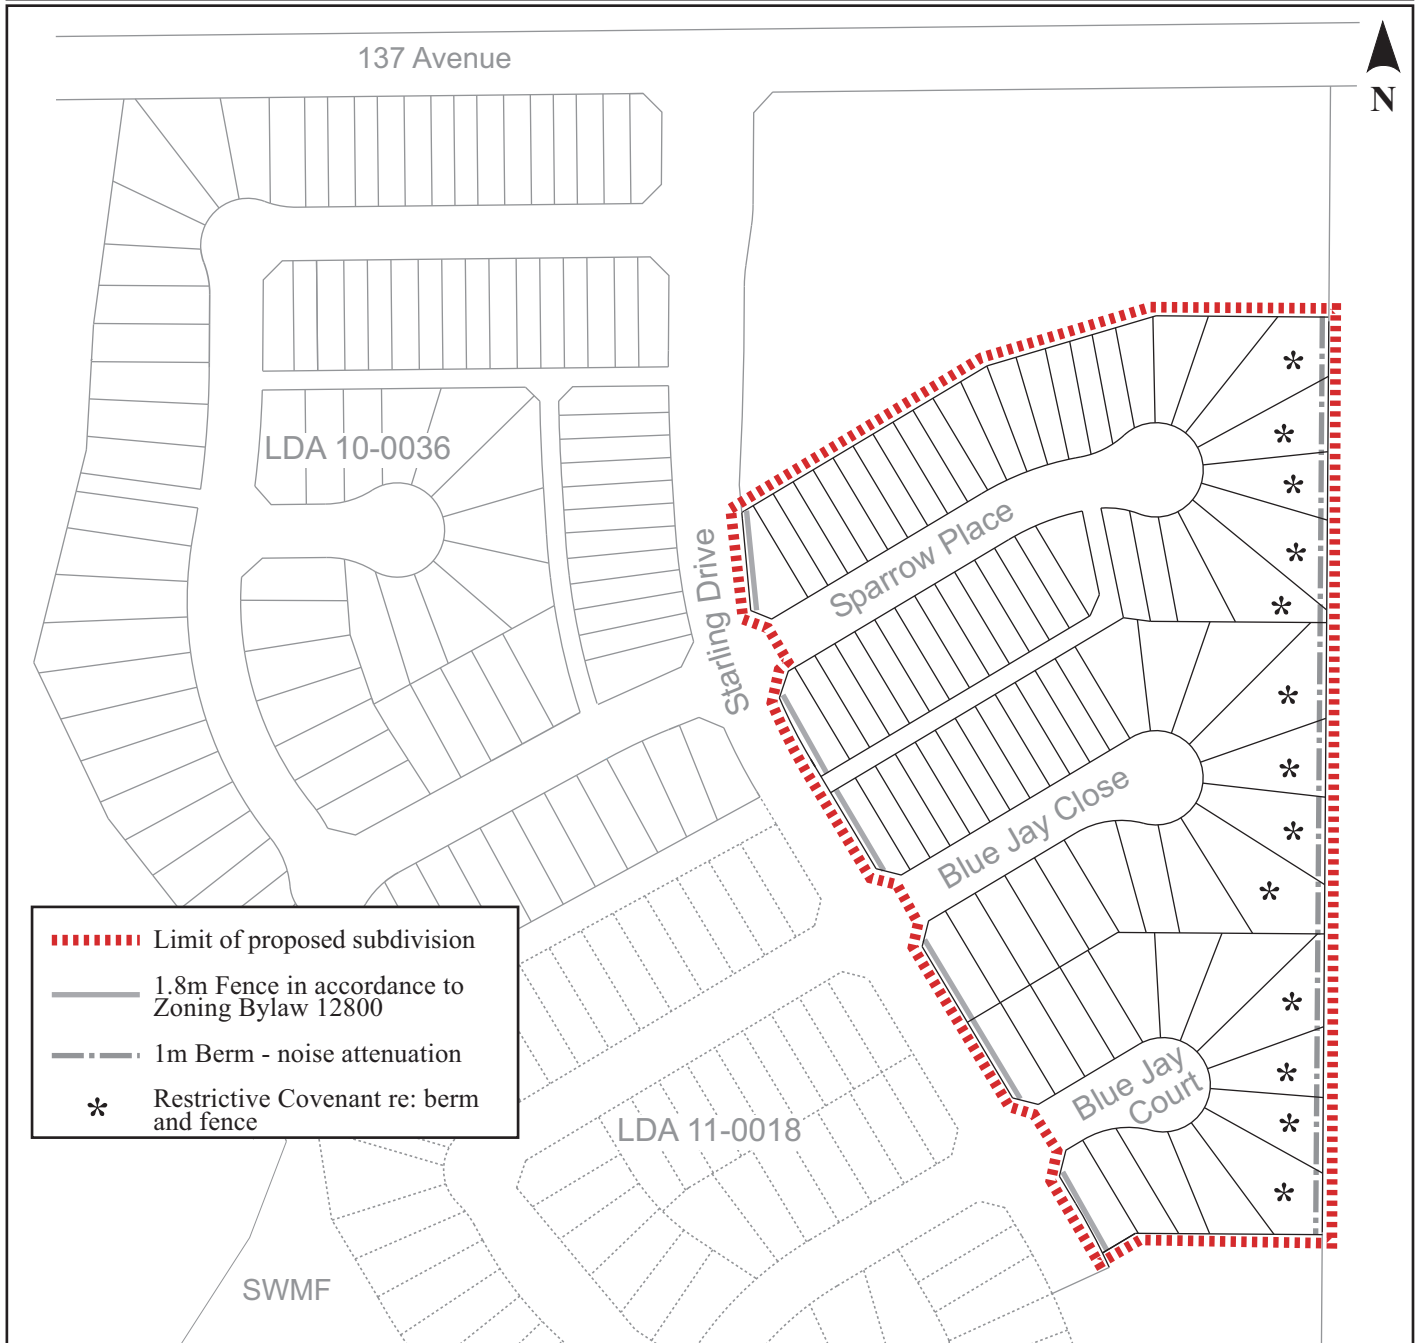 137 Avenue
N
LDA 10-0036
Starling Drive
Sparrow Place
Blue Jay Close
Limit of proposed subdivision
1.8m Fence in accordance to
Zoning Bylaw 12800
1m Berm - noise attenuation
* Restrictive Covenant re: berm
and fence
Blue Jay
Court
LDA 11-0018
SWMF